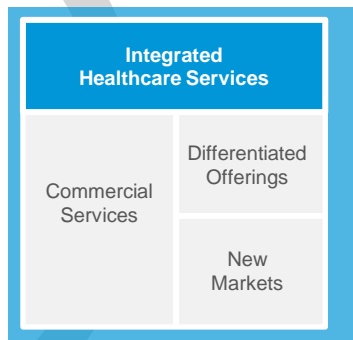 Integrated
Healthcare Services
Commercial
Services
Differentiated
Offerings
New
Markets